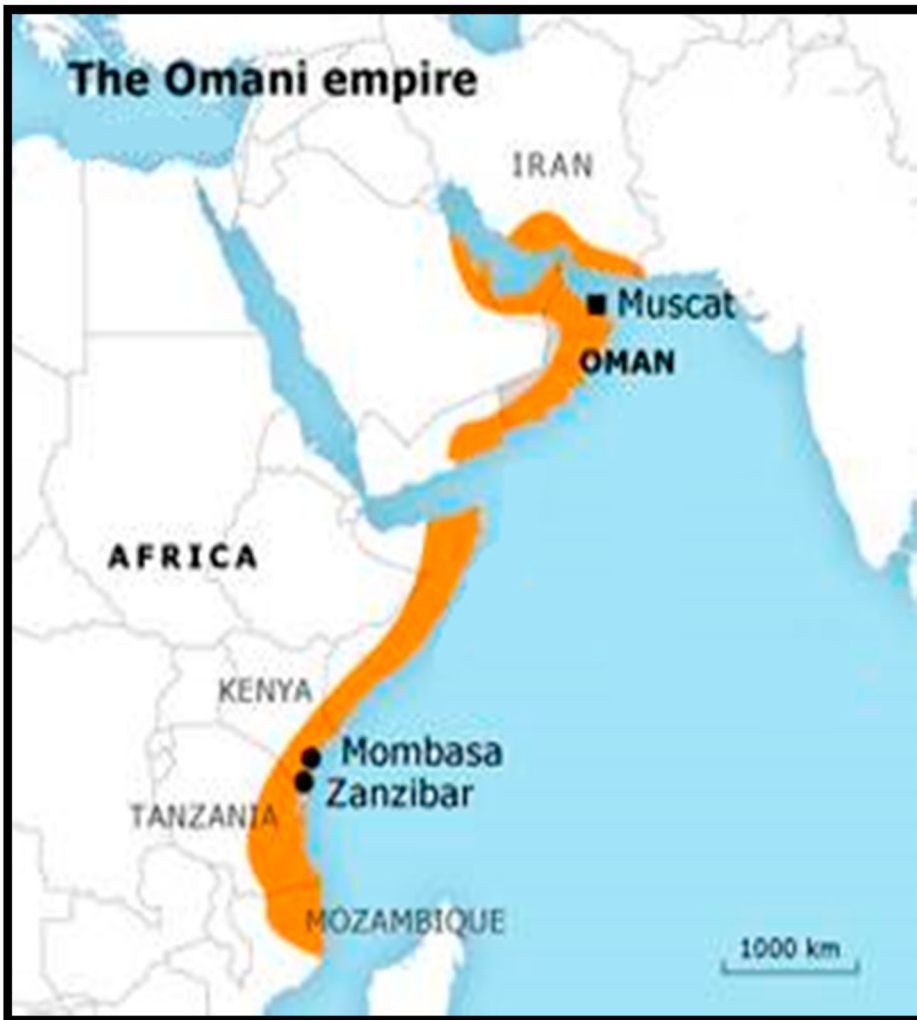 The Omani empire
IRAN
Muscat
OMAN
AFRICA
KENYA
Mombasa
Zanzibar
TANZANIA
MOZAMBIQUE
1000 km